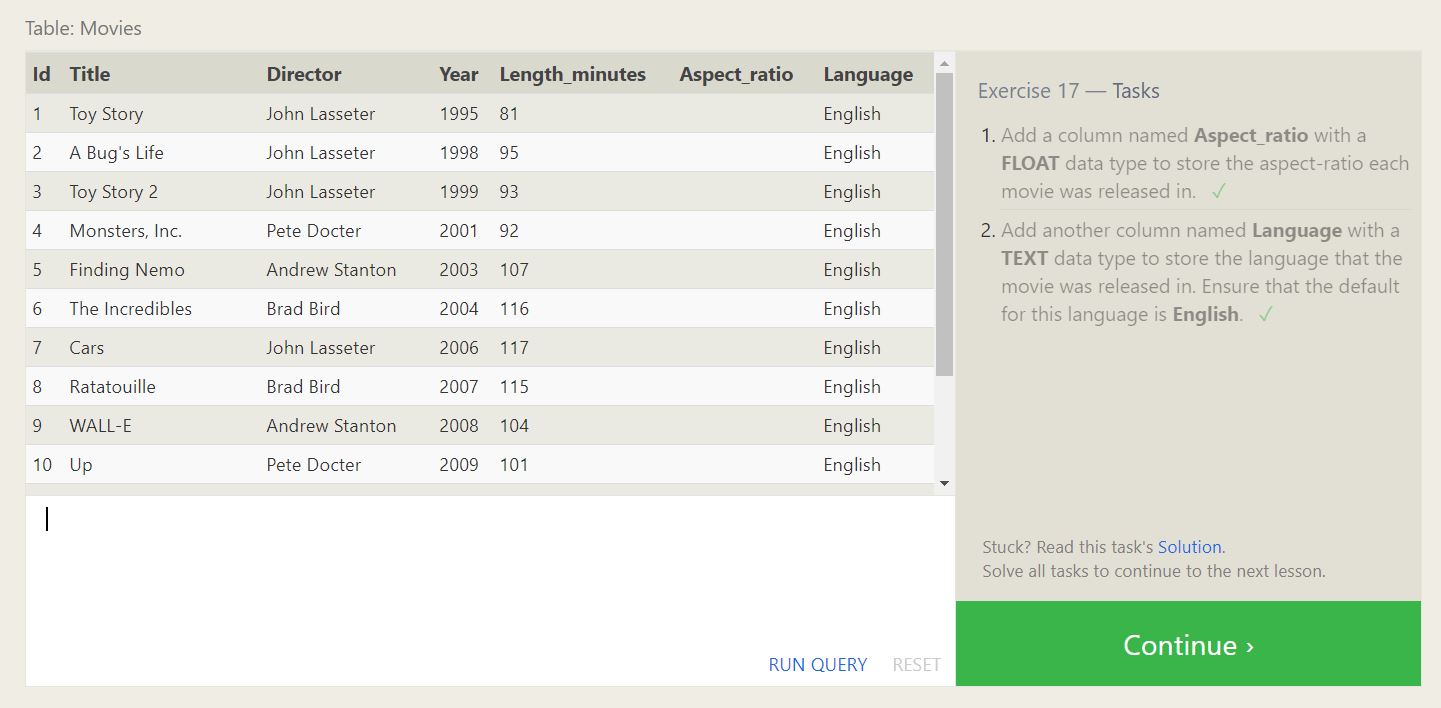 Table: Movies
Id Title Director Year Length_minutes Aspect_ratio Language
1 Toy Story John Lasseter 1995 81 English
2 A Bug's Life John Lasseter 1998 95 English
3 Toy Story 2 John Lasseter 1999 93 English
4 Monsters, Inc. Pete Docter 2001 92 English
5 Finding Nemo Andrew Stanton 2003 107 English
6 The Incredibles Brad Bird 2004 116 English
7 Cars John Lasseter 2006 117 English
8 Ratatouille Brad Bird 2007 115 English
9 WALL-E Andrew Stanton 2008 104 English
10 Up Pete Docter 2009 101 English
RUN QUERY RESET
Exercise 17 — Tasks
1. Add a column named Aspect_ratio with a
FLOAT data type to store the aspect-ratio each
movie was released in. ✓
2. Add another column named Language with a
TEXT data type to store the language that the
movie was released in. Ensure that the default
for this language is English. ✓
Stuck? Read this task's Solution.
Solve all tasks to continue to the next lesson.
Continue ›